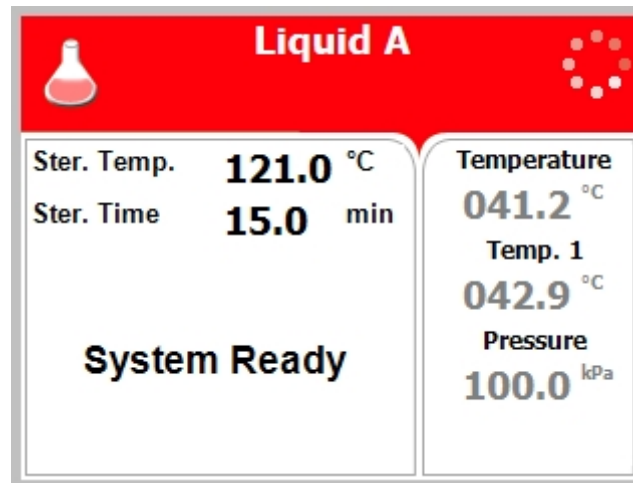 Liquid A
Ster. Temp. 121.0 °C
Ster. Time 15.0 min
System Ready
Temperature
041.2 °C
Temp. 1
042.9 °C
Pressure
100.0 kPa